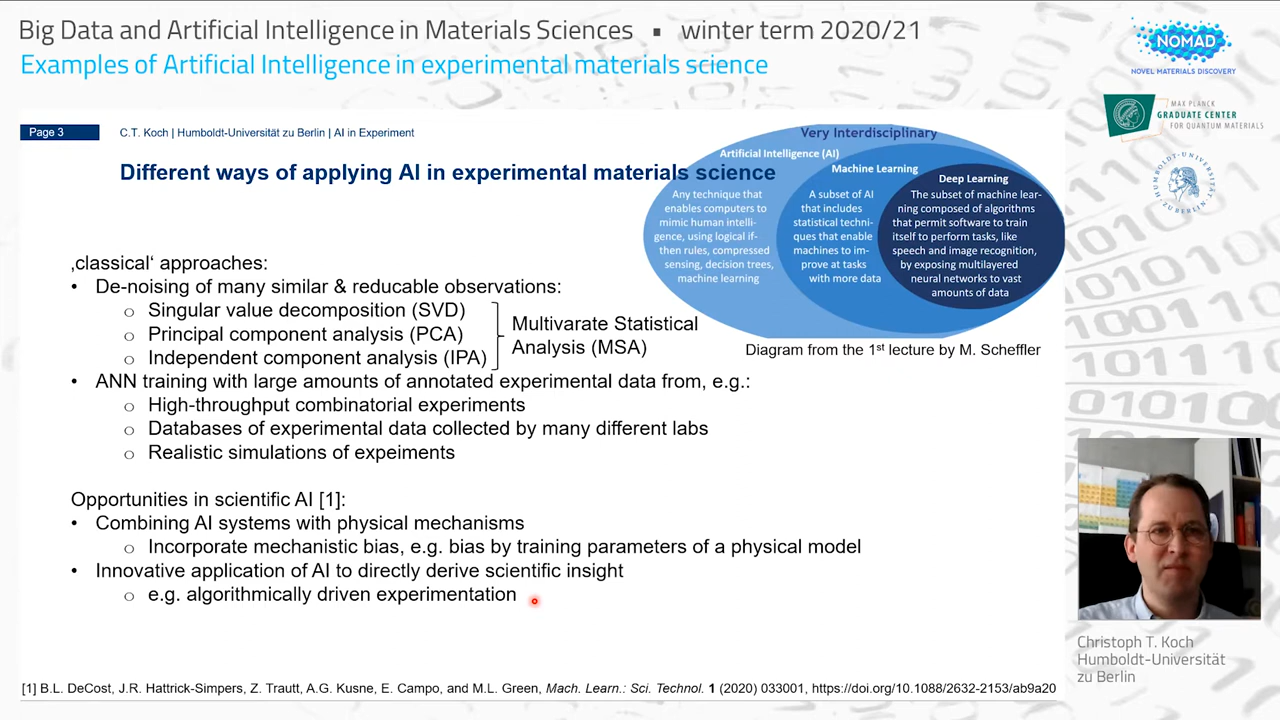 Big Data and Artificial Intelligence in Materials Sciences ▪ winter term 2020/21
Examples of Artificial Intelligence in experimental materials science
NOMAD
NOVEL MATERIALS DISCOVERY
MAX PLANCK
GRADUATE CENTER
FOR QUANTUM MATERIALS
HUMBOLDT-UNIVERSITÄT
ZU BERLIN
Page 3
C.T. Koch | Humboldt-Universität zu Berlin | AI in Experiment
Different ways of applying AI in experimental materials science
Very Interdisciplinary
Artificial Intelligence (AI)
Any technique that
enables computers to
mimic human intelli-
gence, using logical if-
then rules, compressed
sensing, decision trees,
machine learning
Machine Learning
A subset of AI
that includes
statistical techni-
ques that enable
machines to im-
prove at tasks
with more data
Deep Learning
The subset of machine lear-
ning composed of algorithms
that permit software to train
itself to perform tasks, like
speech and image recognition,
by exposing multilayered
neural networks to vast
amounts of data
Diagram from the 1st lecture by M. Scheffler
‚classical‘ approaches:
• De-noising of many similar & reducable observations:
o Singular value decomposition (SVD)
o Principal component analysis (PCA)
o Independent component analysis (IPA)
Multivarate Statistical
Analysis (MSA)
• ANN training with large amounts of annotated experimental data from, e.g.:
o High-throughput combinatorial experiments
o Databases of experimental data collected by many different labs
o Realistic simulations of expeiments
Opportunities in scientific AI [1]:
• Combining AI systems with physical mechanisms
o Incorporate mechanistic bias, e.g. bias by training parameters of a physical model
• Innovative application of AI to directly derive scientific insight
o e.g. algorithmically driven experimentation
[1] B.L. DeCost, J.R. Hattrick-Simpers, Z. Trautt, A.G. Kusne, E. Campo, and M.L. Green, Mach. Learn.: Sci. Technol. 1 (2020) 033001, https://doi.org/10.1088/2632-2153/ab9a20
Christoph T. Koch
Humboldt-Universität
zu Berlin